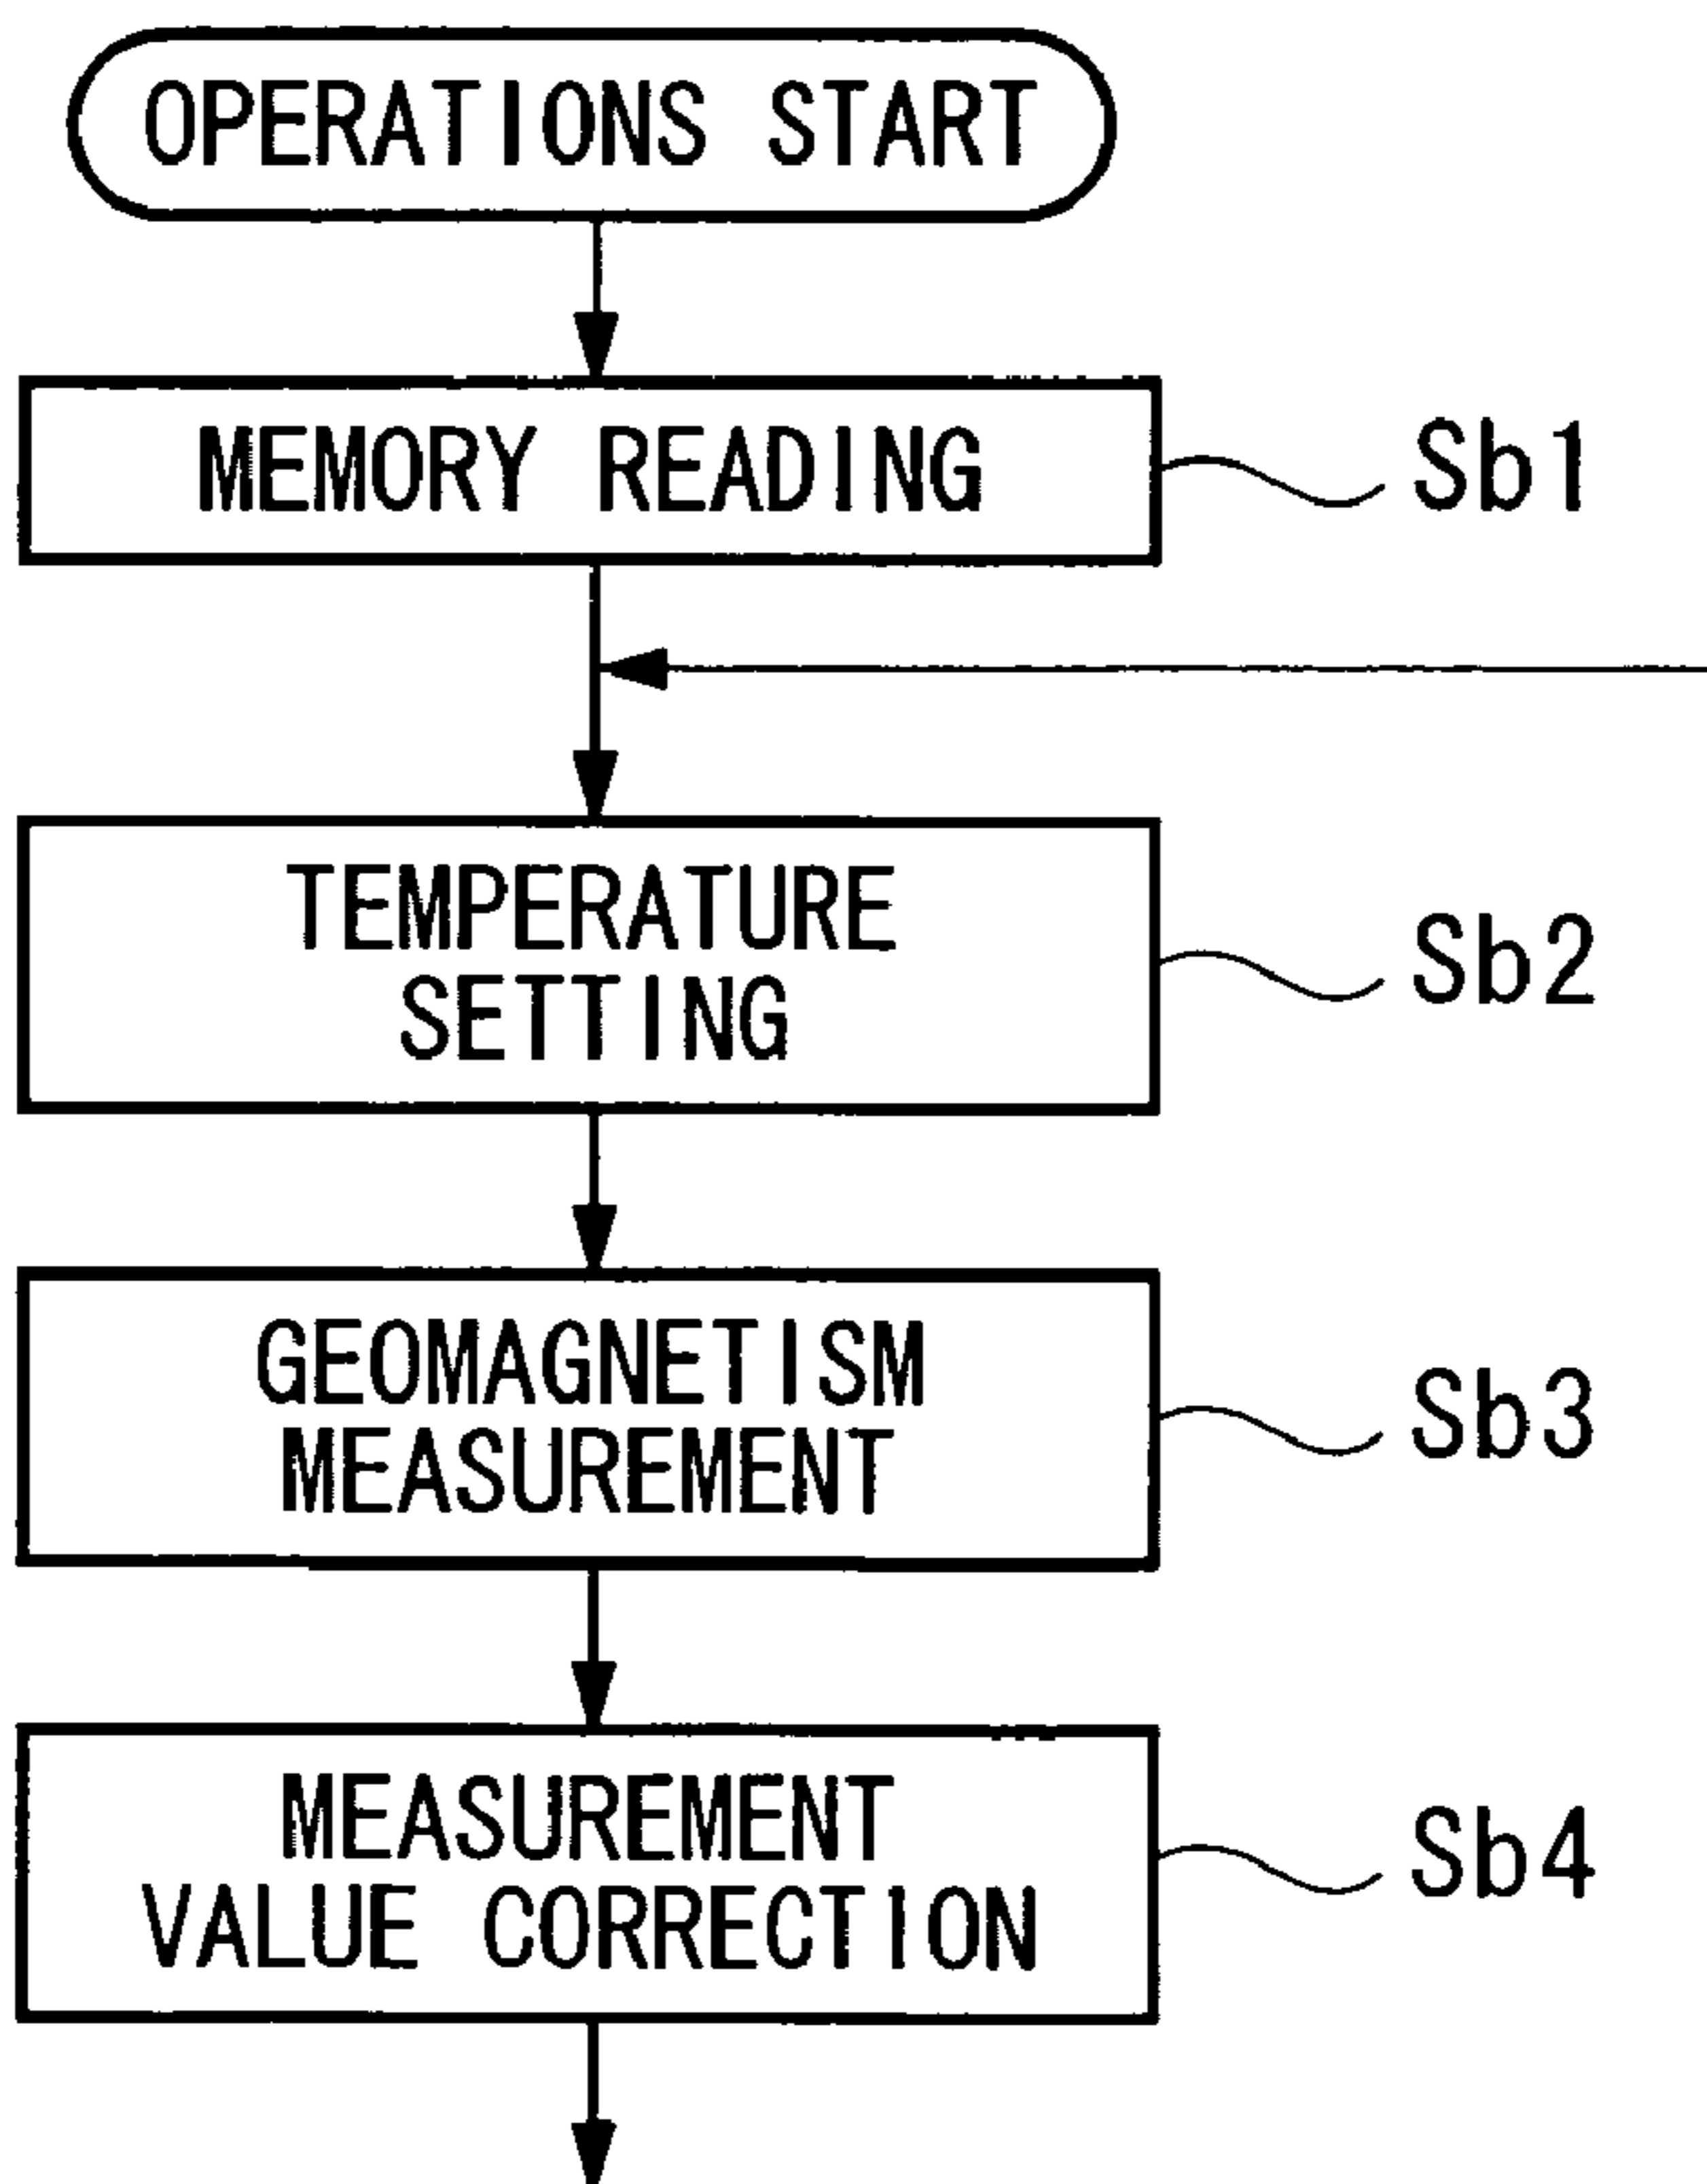 OPERATIONS START
MEMORY READING
Sb1
TEMPERATURE
SETTING
Sb2
GEOMAGNETISM
MEASUREMENT
Sb3
MEASUREMENT
VALUE CORRECTION
Sb4